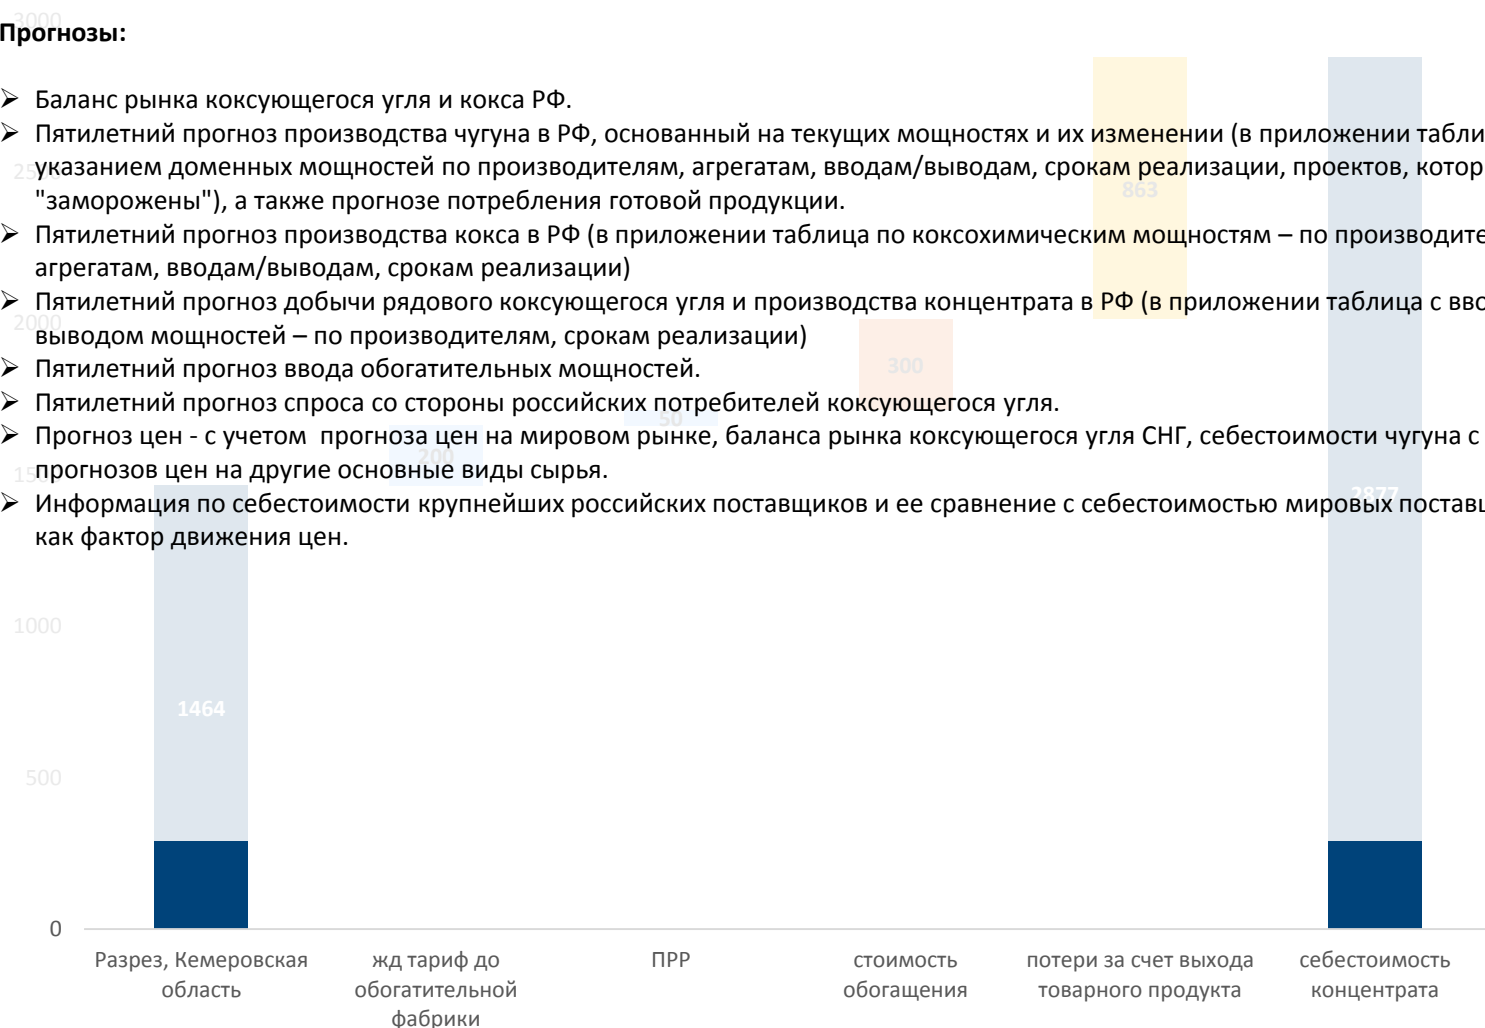 3000
Прогнозы:
Баланс рынка коксующегося угля и кокса РФ.
Пятилетний прогноз производства чугуна в РФ, основанный на текущих мощностях и их изменении (в приложении
указанием доменных мощностей по производителям, агрегатам, вводам/выводам, срокам реализации, проектов,
"заморожены"), а также прогнозе потребления готовой продукции.
863
Пятилетний прогноз производства кокса в РФ (в приложении таблица по коксохимическим мощностям – по
агрегатам, вводам/выводам, срокам реализации)
Пятилетний прогноз добычи рядового коксующегося угля и производства концентрата в РФ (в приложении таблица с
2000
выводом мощностей – по производителям, срокам реализации)
Пятилетний прогноз ввода обогатительных мощностей.
300
Пятилетний прогноз спроса со стороны российских потребителей коксующегося угля.
50
Прогноз цен - с учетом прогноза цен на мировом рынке, баланса рынка коксующегося угля СНГ, себестоимости чугуна с
200
прогнозов цен на другие основные виды сырья.
2877
Информация по себестоимости крупнейших российских поставщиков и ее сравнение с себестоимостью мировых
как фактор движения цен.
1000
1464
500
0
Разрез, Кемеровская
область
жд тариф до
обогатительной
фабрики
ПРР
стоимость
обогащения
потери за счет выхода
товарного продукта
себестоимость
концентрата